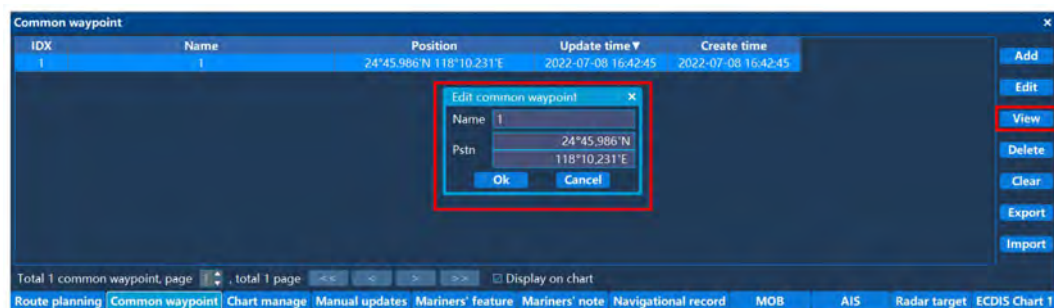 Common waypoint ×
IDX Name Position Update time▼ Create time
1 1 24°45.986'N 118°10.231'E 2022-07-08 16:42:45 2022-07-08 16:42:45
Add
Edit
View
Delete
Clear
Export
Import
Edit common waypoint ×
Name 1
Pstn 24°45,986'N
118°10,231'E
Ok Cancel
Total 1 common waypoint, page 1 , total 1 page << < > >> Display on chart
Route planning Common waypoint Chart manage Manual updates Mariners' feature Mariners' note Navigational record MOB AIS Radar target ECDIS Chart 1